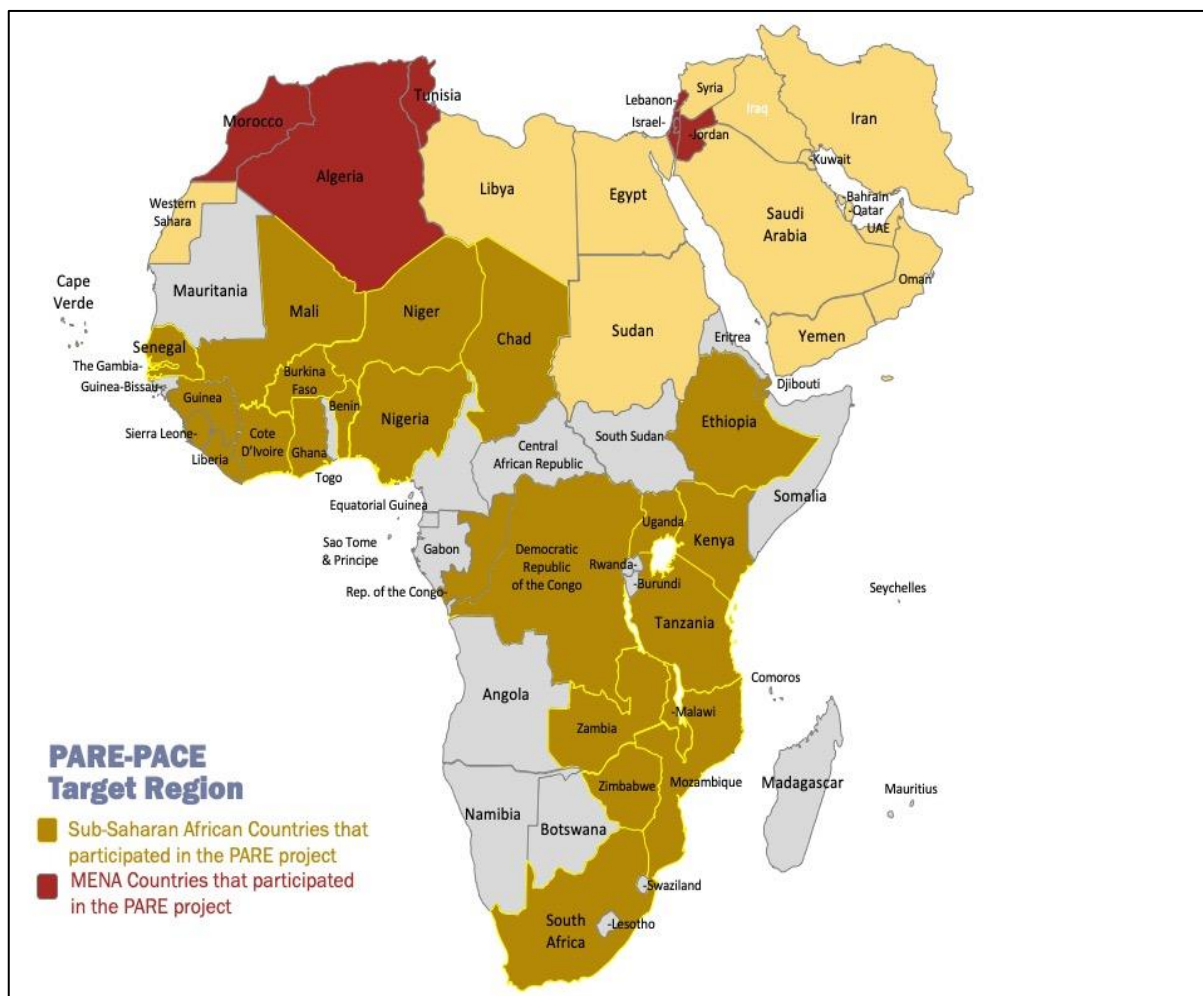 Tunisia
Morocco
Algeria
Western
Sahara
Libya
Egypt
Lebanon-
Israel-
Syria
-Jordan
Iraq
Iran
-Kuwait
Bahrain
-Qatar
UAE
Saudi
Arabia
Oman
Yemen
Cape
Verde
Mauritania
Mali
Niger
Chad
Sudan
Eritrea
Djibouti
Senegal
The Gambia-
Guinea-Bissau-
Guinea
Sierra Leone-
Liberia
Cote
D'Ivoire
Burkina
Faso
Ghana
Togo
Benin
Nigeria
Central
African Republic
South Sudan
Ethiopia
Somalia
Equatorial Guinea
Sao Tome
& Principe
Gabon
Rep. of the Congo-
Democratic
Republic
of the Congo
Uganda
Kenya
Rwanda-
-Burundi
Tanzania
Seychelles
Comoros
Angola
Zambia
-Malawi
Mozambique
Zimbabwe
Madagascar
Mauritius
Namibia
Botswana
-Swaziland
-Lesotho
South
Africa
PARE-PACE
Target Region
Sub-Saharan African Countries that
participated in the PARE project
MENA Countries that participated
in the PARE project